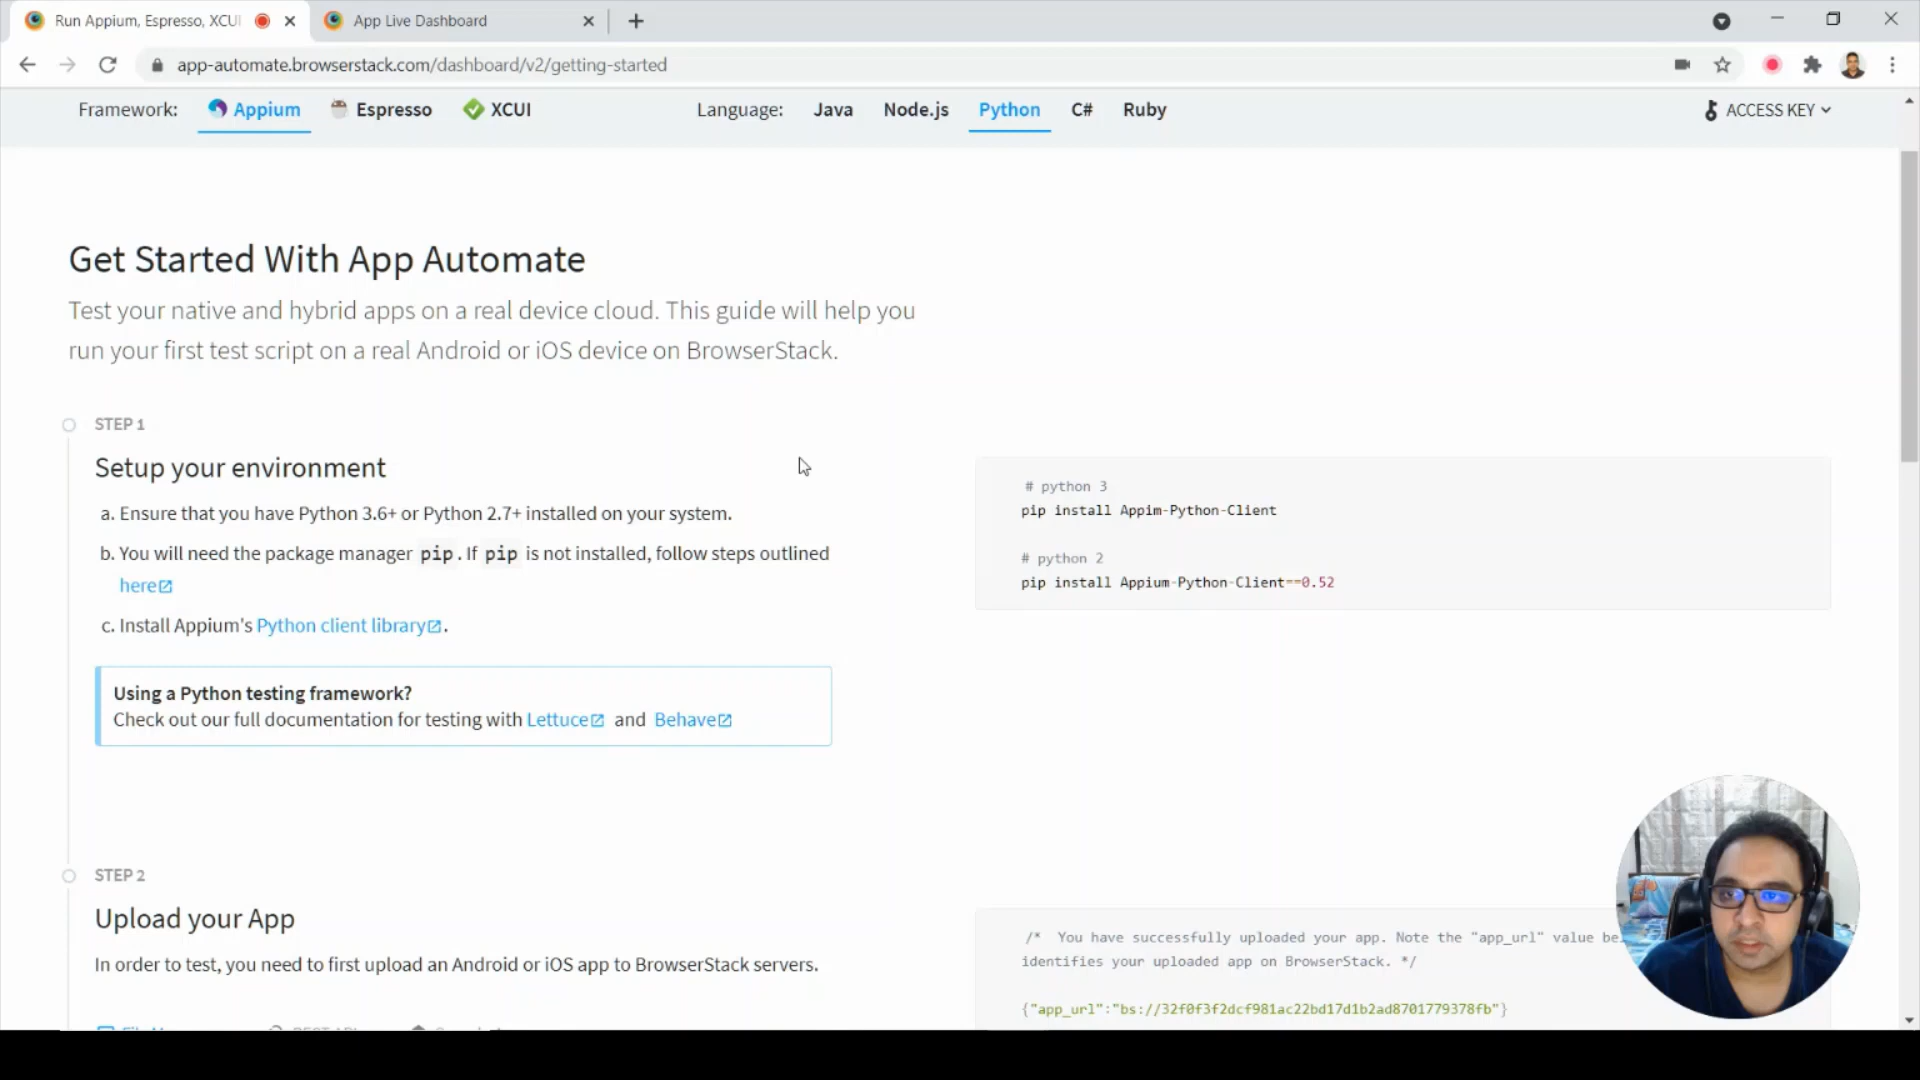 Run Appium, Espresso, XCUI
App Live Dashboard
app-automate.browserstack.com/dashboard/v2/getting-started
Framework: Appium Espresso XCUI Language: Java Node.js Python C# Ruby ACCESS KEY
Get Started With App Automate
Test your native and hybrid apps on a real device cloud. This guide will help you
run your first test script on a real Android or iOS device on BrowserStack.
STEP 1
Setup your environment
a. Ensure that you have Python 3.6+ or Python 2.7+ installed on your system.
b. You will need the package manager pip. If pip is not installed, follow steps outlined
here
c. Install Appium's Python client library.
# python 3
pip install Appim-Python-Client
# python 2
pip install Appium-Python-Client==0.52
Using a Python testing framework?
Check out our full documentation for testing with Lettuce and Behave
STEP 2
Upload your App
In order to test, you need to first upload an Android or iOS app to BrowserStack servers.
/* You have successfully uploaded your app. Note the "app_url" value
identifies your uploaded app on BrowserStack. */
{"app_url":"bs://32f0f3f2dcf981ac22bd17d1b2ad8701779378fb"}